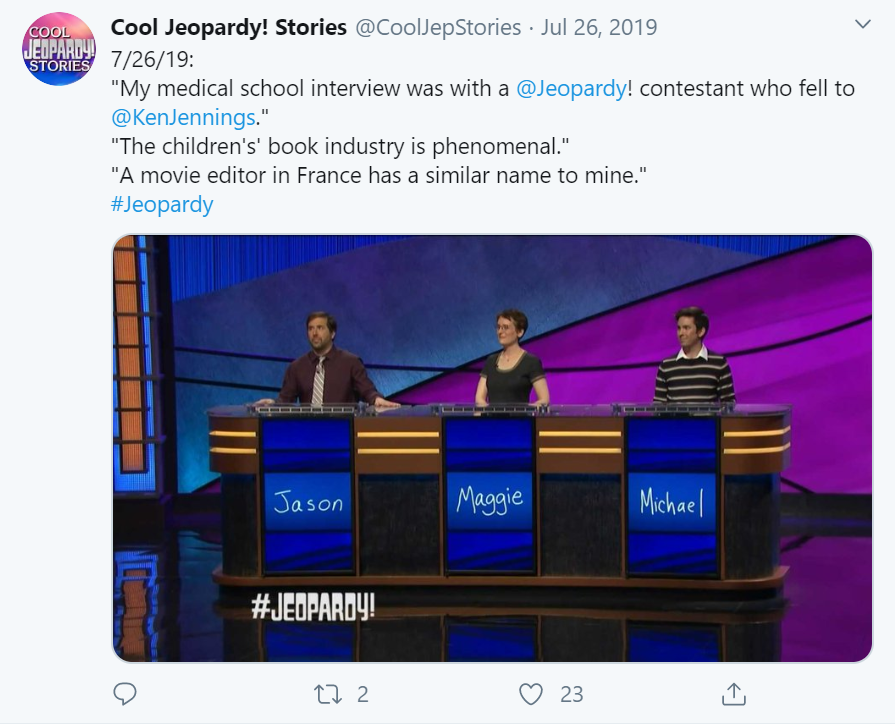 COOL
JEOPARDY!
STORIES
Cool Jeopardy! Stories @CoolJepStories · Jul 26, 2019
7/26/19:
"My medical school interview was with a @Jeopardy! contestant who fell to
@KenJennings."
"The children's' book industry is phenomenal."
"A movie editor in France has a similar name to mine."
#Jeopardy
Jason Maggie Michael
#JEOPARDY!
2 23